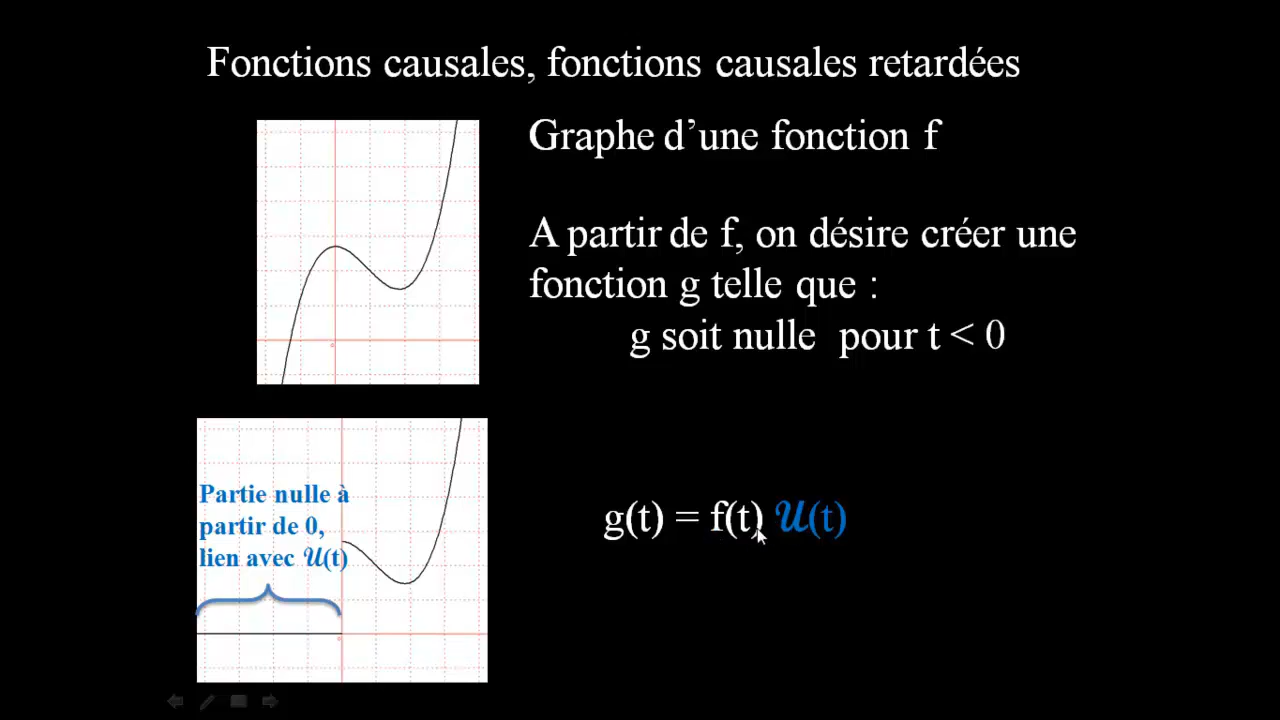 Fonctions causales, fonctions causales retardées
Graphe d’une fonction f
A partir de f, on désire créer une
fonction g telle que :
g soit nulle pour t < 0
Partie nulle à
partir de 0,
lien avec 𝒰(t)
g(t) = f(t) 𝒰(t)